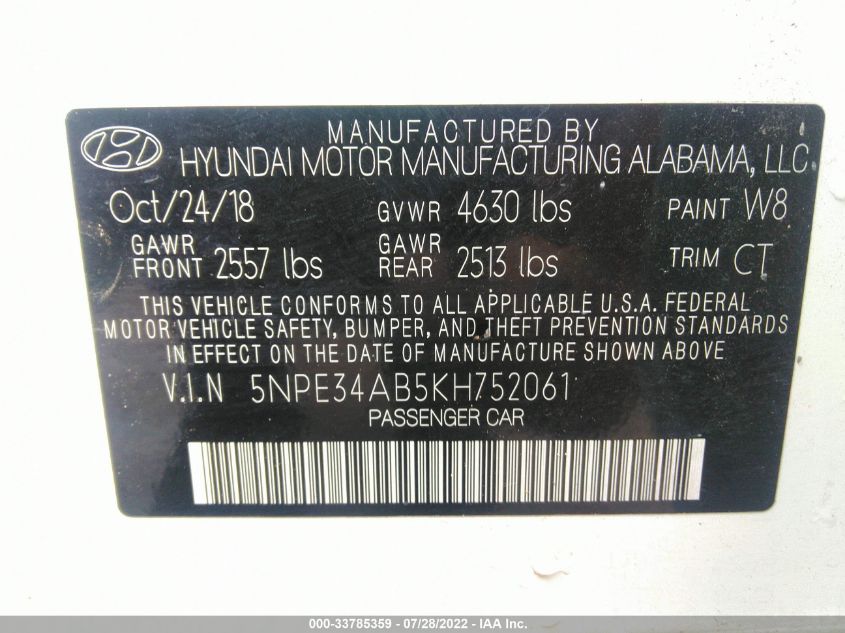 MANUFACTURED BY
HYUNDAI MOTOR MANUFACTURING ALABAMA, LLC
Oct/24/18 GVWR 4630 lbs PAINT W8
GAWR FRONT 2557 lbs GAWR REAR 2513 lbs TRIM CT
THIS VEHICLE CONFORMS TO ALL APPLICABLE U.S.A. FEDERAL
MOTOR VEHICLE SAFETY, BUMPER, AND THEFT PREVENTION STANDARDS
IN EFFECT ON THE DATE OF MANUFACTURE SHOWN ABOVE
V.I.N 5NPE34AB5KH752061
PASSENGER CAR
000-33785359 - 07/28/2022 - IAA Inc.